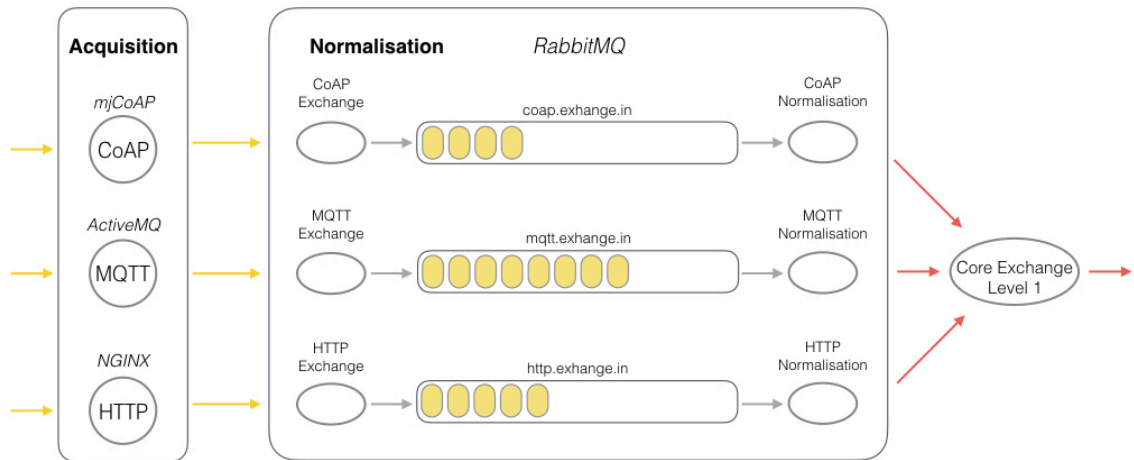 Acquisition
mjCoAP
CoAP
ActiveMQ
MQTT
NGINX
HTTP
Normalisation
RabbitMQ
CoAP
Exchange
coap.exhange.in
CoAP
Normalisation
MQTT
Exchange
mqtt.exhange.in
MQTT
Normalisation
HTTP
Exchange
http.exhange.in
HTTP
Normalisation
Core Exchange
Level 1